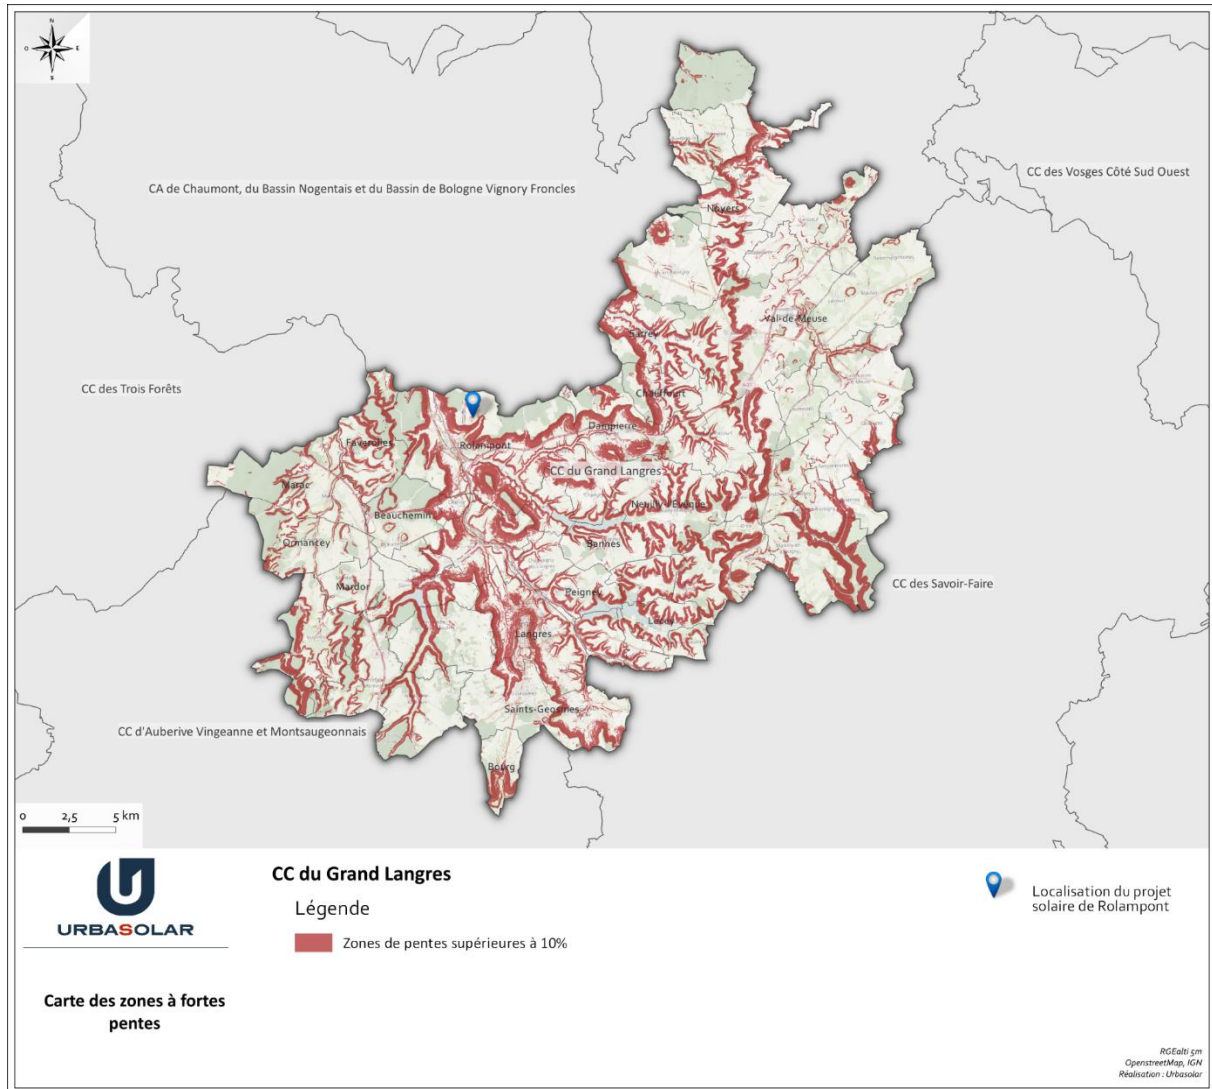 N
O
E
S
CA de Chaumont, du Bassin Nogentais et du Bassin de Bologne Vignory Froncles
CC des Vosges Côté Sud Ouest
Noyers
Val-de-Meuse
Sarrey
CC des Trois Forêts
Chauffourt
Dampierre
Rolampont
Faverolles
CC du Grand Langres
Marac
Neuilly-l'Evêque
Beauchemin
Ormancey
Bannes
CC des Savoir-Faire
Mardor
Peigney
Lecey
Langres
Saints-Geosmes
CC d'Auberive Vingeanne et Montsaugeonnais
Bourg
0 2,5 5 km
URBASOLAR
Carte des zones à fortes
pentes
CC du Grand Langres
Légende
Zones de pentes supérieures à 10%
Localisation du projet
solaire de Rolampont
RGEalti 5m
OpenstreetMap, IGN
Réalisation : Urbasolar